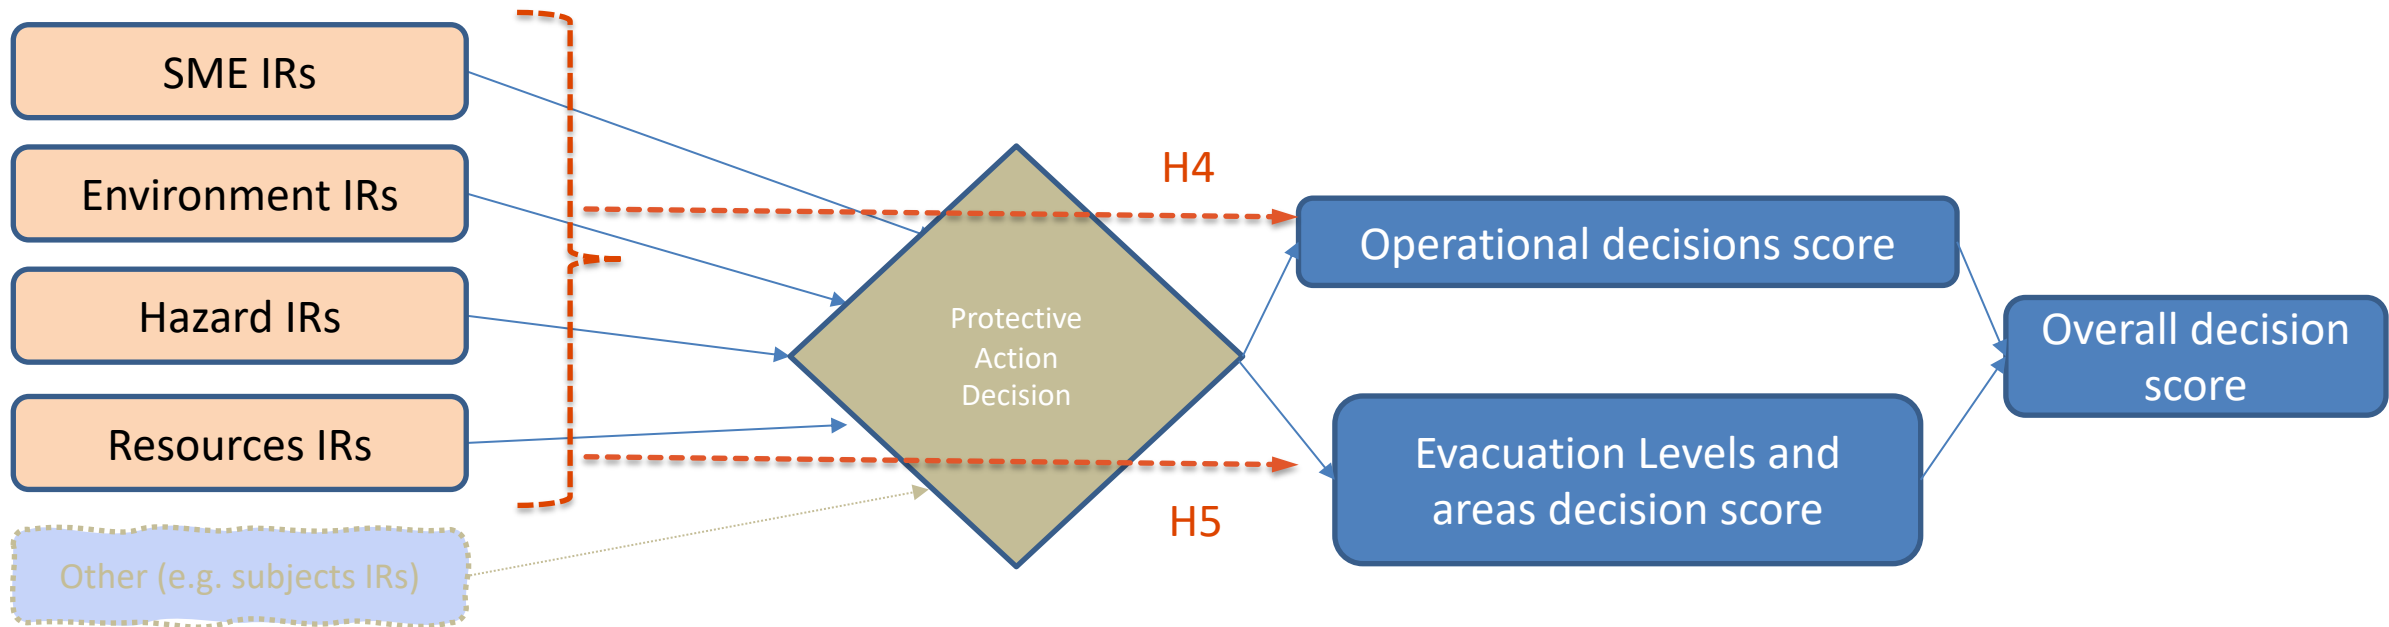 SME IRs
Environment IRs
Hazard IRs
Resources IRs
Other (e.g. subjects IRs)
Protective
Action
Decision
H4
H5
Operational decisions score
Evacuation Levels and
areas decision score
Overall decision
score